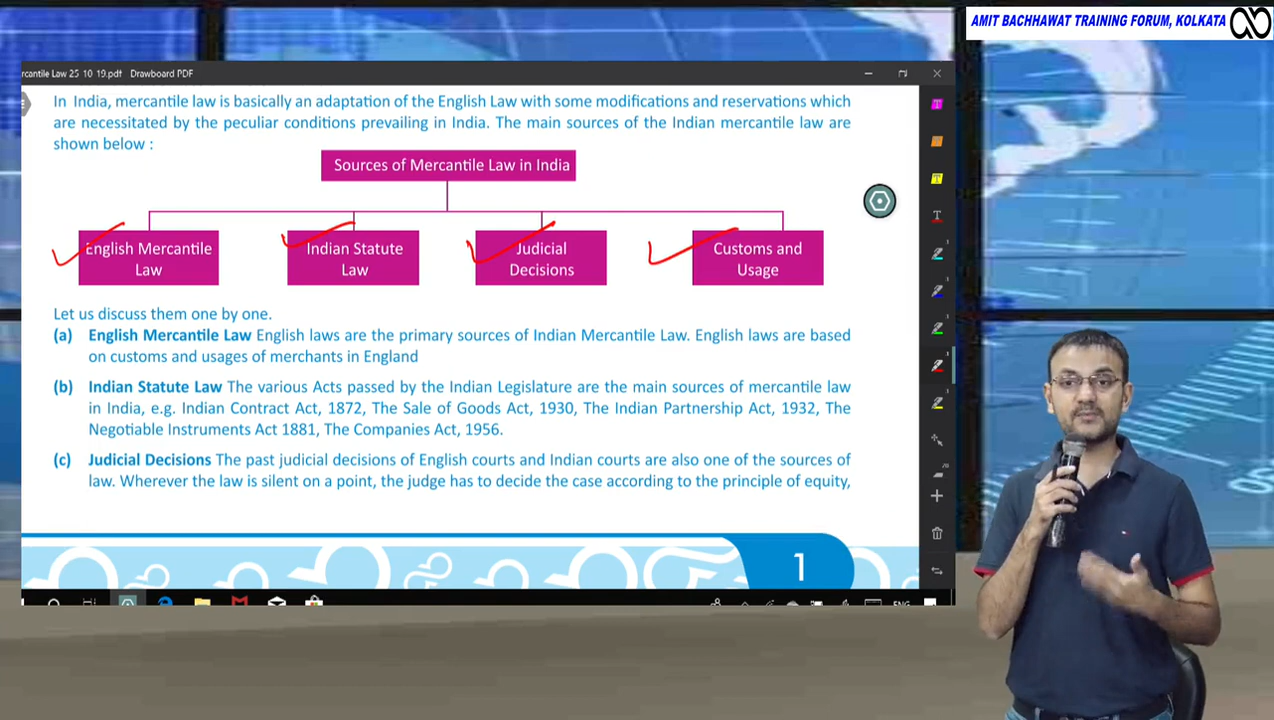 AMIT BACHHAWAT TRAINING FORUM, KOLKATA
rcantile Law 25 10 19.pdf Drawboard PDF
In India, mercantile law is basically an adaptation of the English Law with some modifications and reservations which
are necessitated by the peculiar conditions prevailing in India. The main sources of the Indian mercantile law are
shown below :
Sources of Mercantile Law in India
English Mercantile
Law
Indian Statute
Law
Judicial
Decisions
Customs and
Usage
Let us discuss them one by one.
(a) English Mercantile Law English laws are the primary sources of Indian Mercantile Law. English laws are based
on customs and usages of merchants in England
(b) Indian Statute Law The various Acts passed by the Indian Legislature are the main sources of mercantile law
in India, e.g. Indian Contract Act, 1872, The Sale of Goods Act, 1930, The Indian Partnership Act, 1932, The
Negotiable Instruments Act 1881, The Companies Act, 1956.
(c) Judicial Decisions The past judicial decisions of English courts and Indian courts are also one of the sources of
law. Wherever the law is silent on a point, the judge has to decide the case according to the principle of equity,
1
ENG